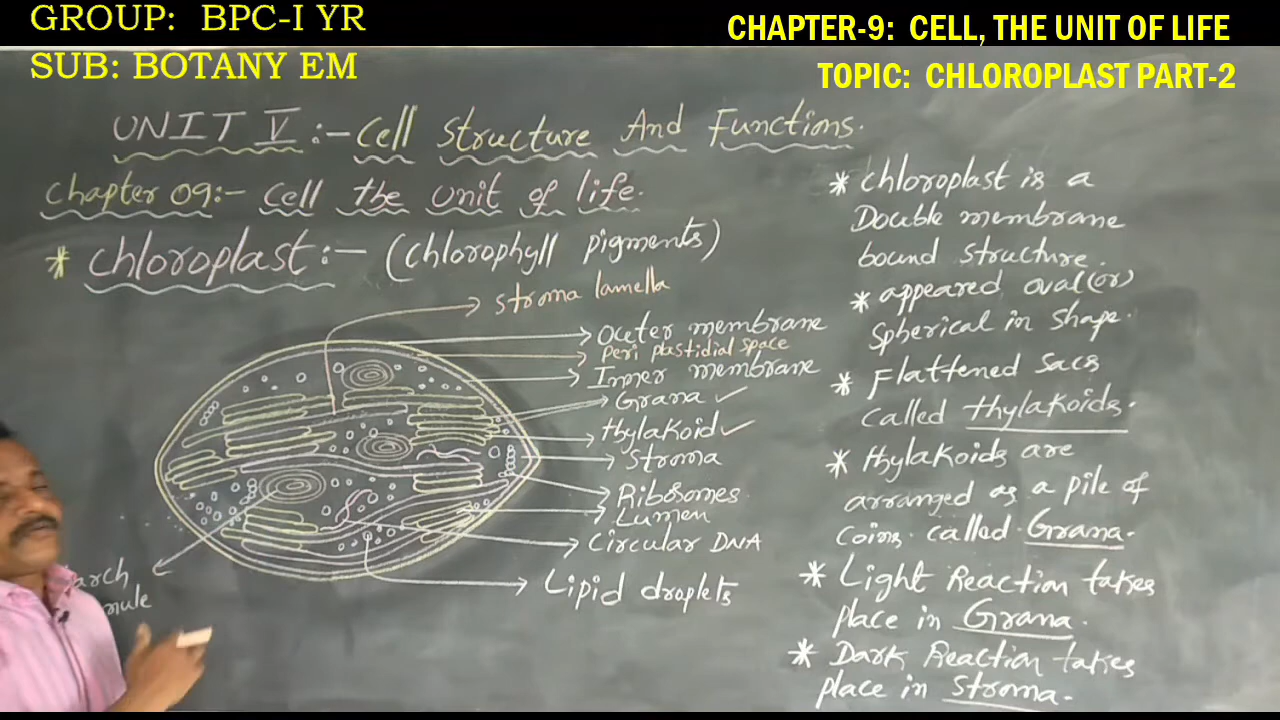 GROUP: BPC-I YR
SUB: BOTANY EM
CHAPTER-9: CELL, THE UNIT OF LIFE
TOPIC: CHLOROPLAST PART-2
UNIT V :- Cell Structure And Functions.
Chapter 09:- Cell the Unit of life.
* Chloroplast:- (Chlorophyll pigments)
Stroma lamella
Outer membrane
Peri plastidial space
Inner membrane
Grana ✓
Thylakoid ✓
Stroma
Ribosomes
Lumen
Circular DNA
Lipid droplets
* Chloroplast is a
Double membrane
bound structure.
* appeared oval (or)
Spherical in shape.
* Flattened Sacs
called thylakoids.
* Thylakoids are
arranged as a pile of
Coins. called Grana.
* Light Reaction takes
place in Grana.
* Dark Reaction takes
place in Stroma.